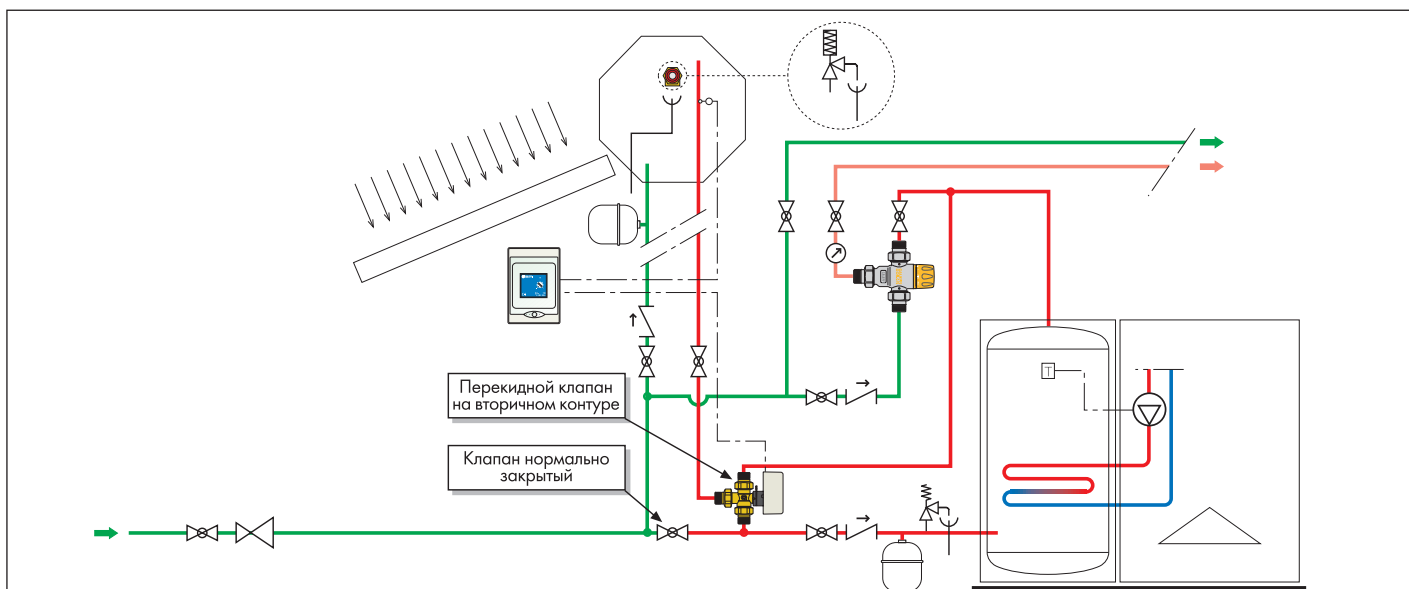 Перекидной клапан
на вторичном контуре
Клапан нормально
закрытый
T